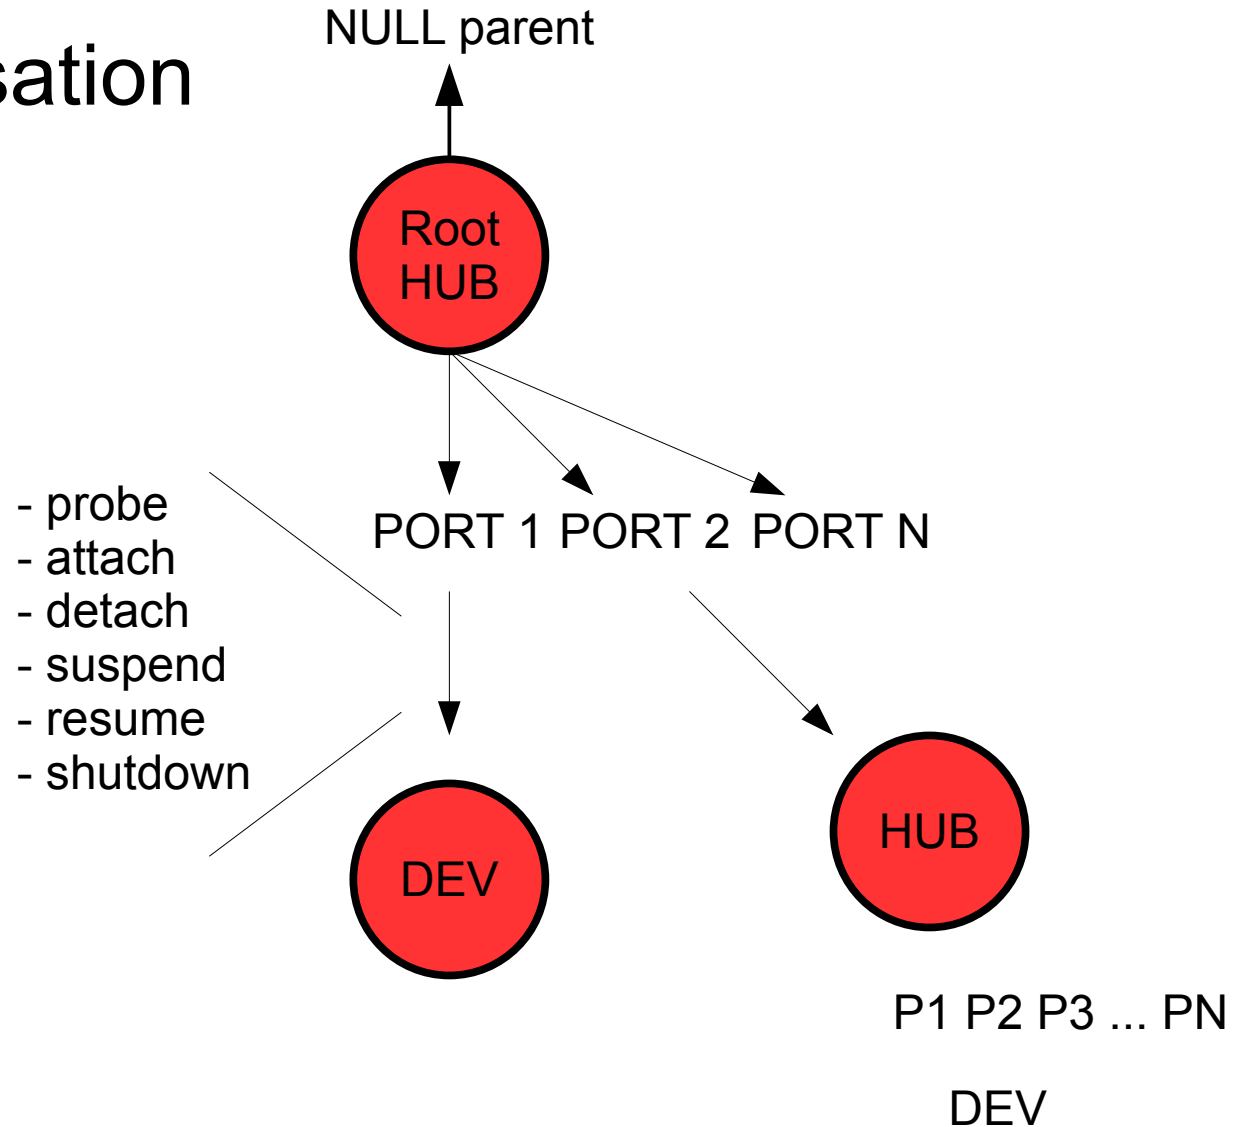 NULL parent
sation
Root
HUB
- probe
- attach
- detach
- suspend
- resume
- shutdown
PORT 1 PORT 2 PORT N
DEV
HUB
P1 P2 P3 ... PN
DEV